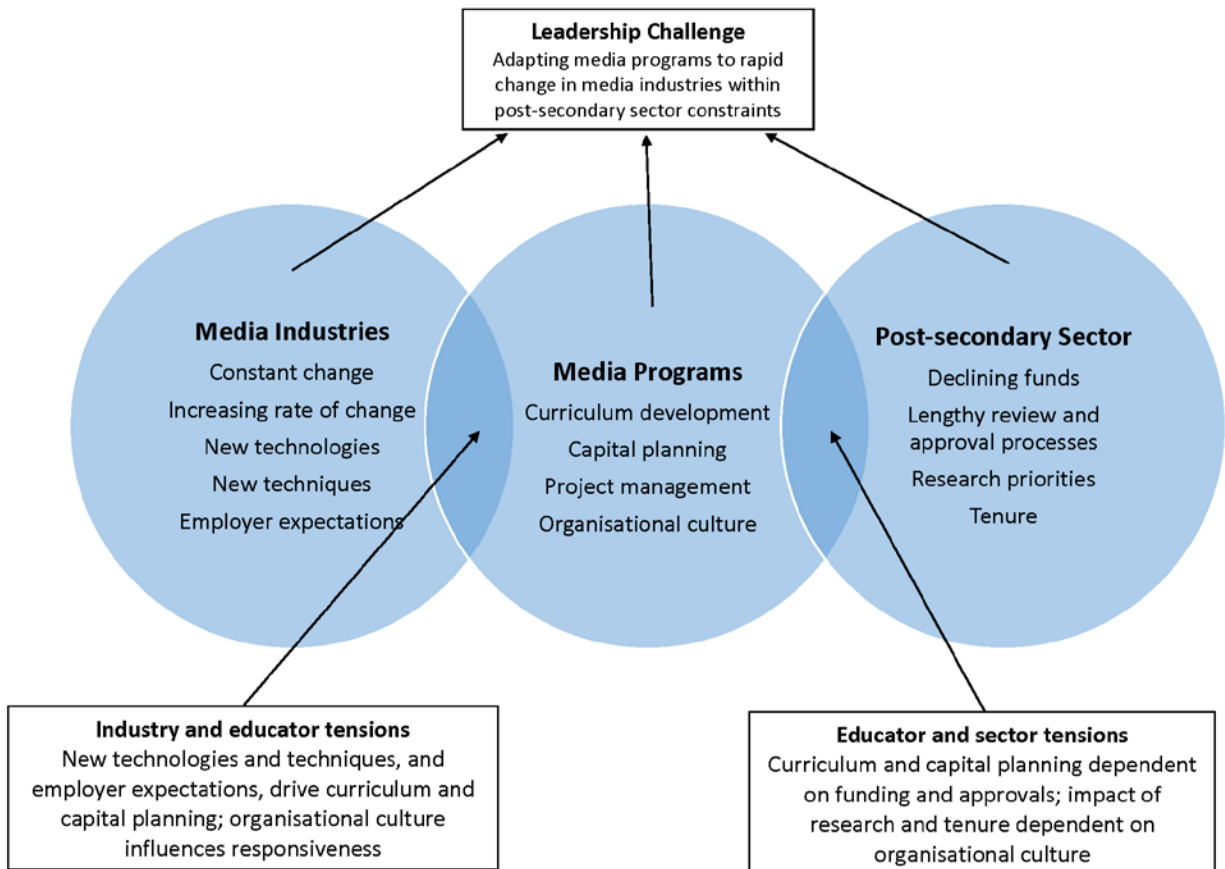 Leadership Challenge
Adapting media programs to rapid
change in media industries within
post-secondary sector constraints
Media Industries
Constant change
Increasing rate of change
New technologies
New techniques
Employer expectations
Media Programs
Curriculum development
Capital planning
Project management
Organisational culture
Post-secondary Sector
Declining funds
Lengthy review and
approval processes
Research priorities
Tenure
Industry and educator tensions
New technologies and techniques, and
employer expectations, drive curriculum and
capital planning; organisational culture
influences responsiveness
Educator and sector tensions
Curriculum and capital planning dependent
on funding and approvals; impact of
research and tenure dependent on
organisational culture